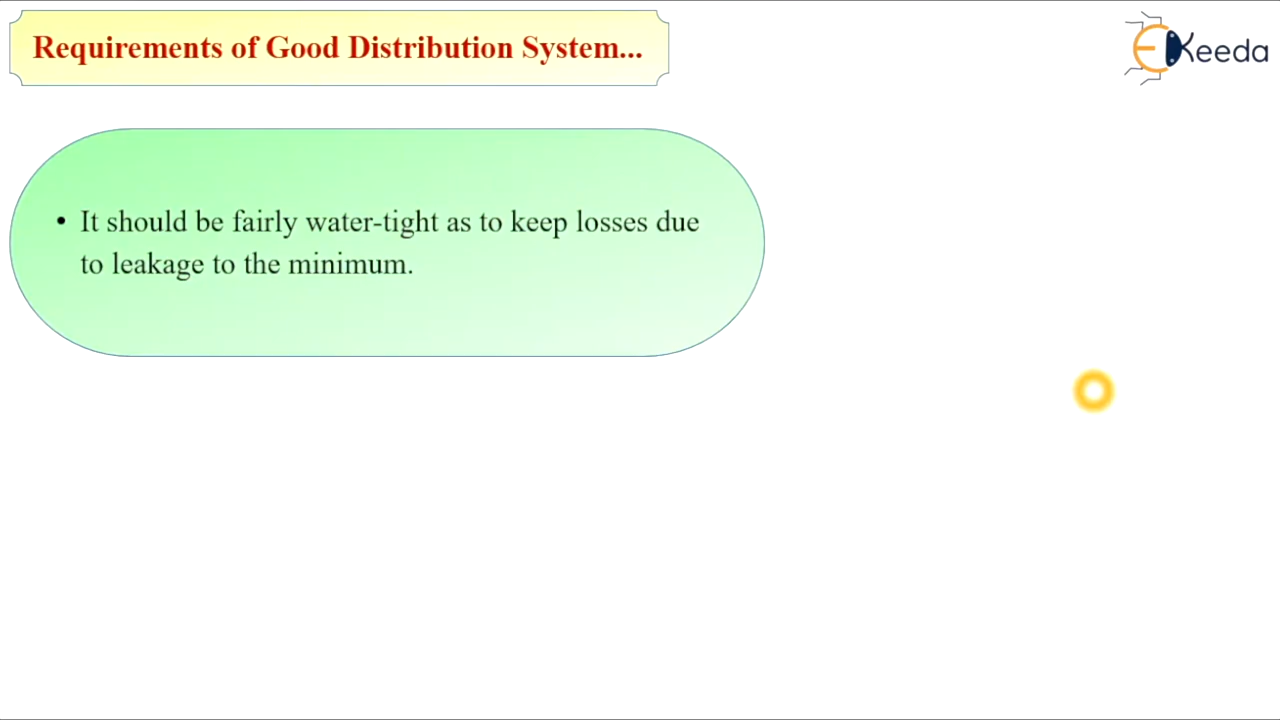 Requirements of Good Distribution System...
EKeeda
• It should be fairly water-tight as to keep losses due
to leakage to the minimum.